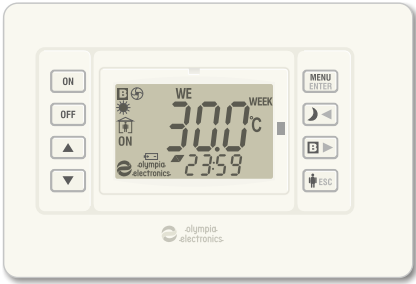 ON
OFF
B
WE
WEEK
30.0 °C
ON
olympia
electronics
23:59
MENU
ENTER
B
ESC
olympia
electronics